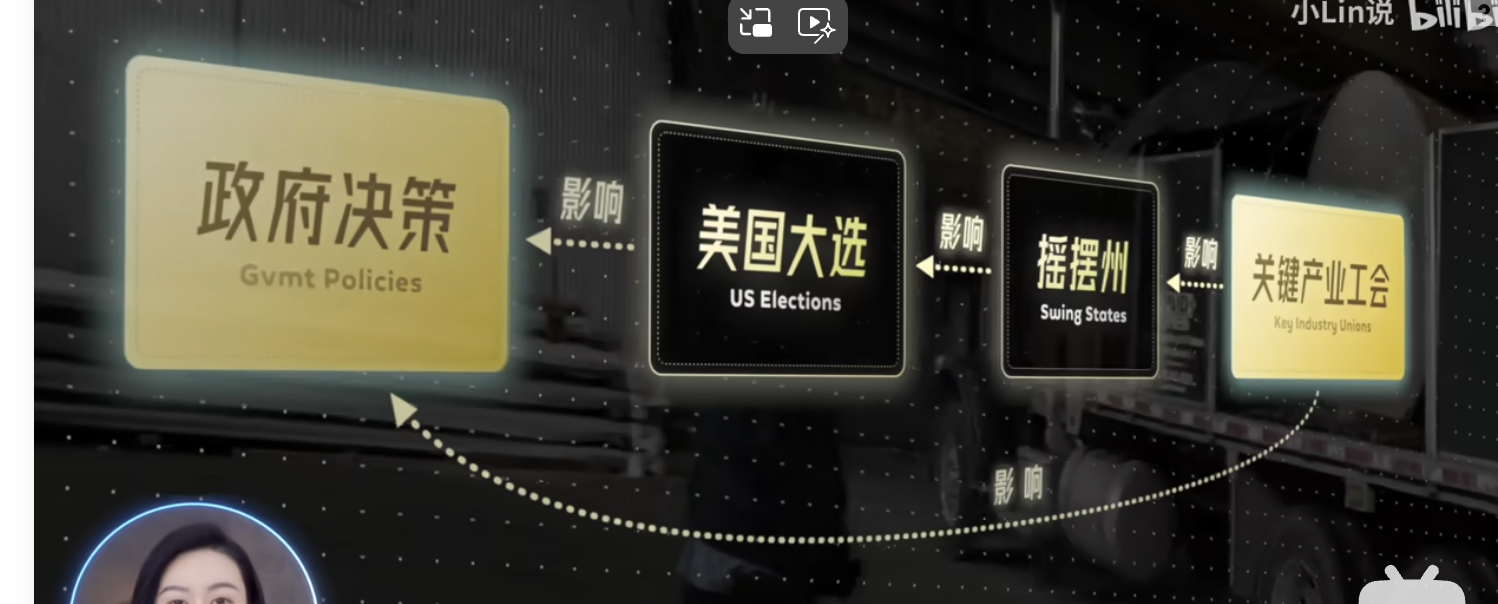 小Lin说 bilibi
政府决策
Gvmt Policies
影响
美国大选
US Elections
影响
摇摆州
Swing States
影响
关键产业工会
Key Industry Unions
影响